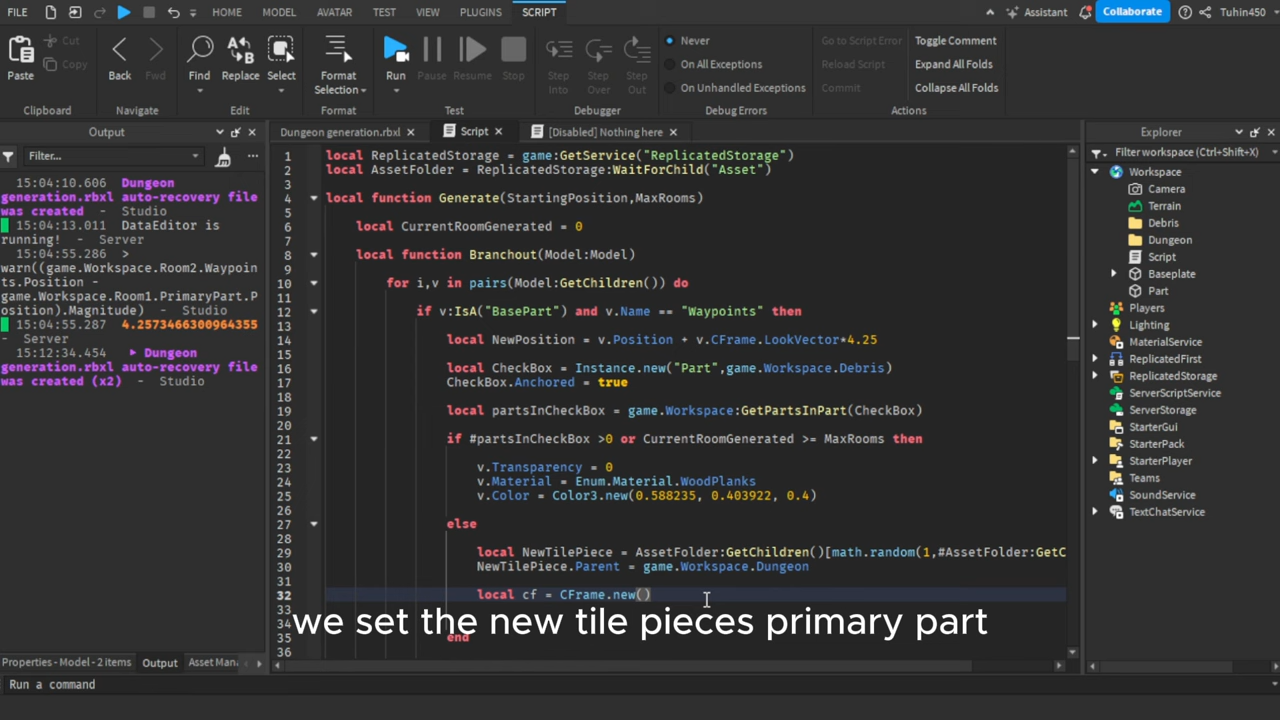 FILE HOME MODEL AVATAR TEST VIEW PLUGINS SCRIPT Assistant Collaborate Tuhin450
Cut
Copy
Never
On All Exceptions
On Unhandled Exceptions
Go to Script Error
Reload Script
Commit
Toggle Comment
Expand All Folds
Collapse All Folds
Paste Back Fwd Find Replace Select Format Selection Run Pause Resume Stop Step Into Step Over Step Out
Clipboard Navigate Edit Format Test Debugger Debug Errors Actions
Output
Filter...
15:04:10.606 Dungeon
generation.rbxl auto-recovery file
was created - Studio
15:04:13.011 DataEditor is
running! - Server
15:04:55.286 >
warn((game.Workspace.Room2.Waypoin
ts.Position -
game.Workspace.Room1.PrimaryPart.P
osition).Magnitude) - Studio
15:04:55.287 4.2573466300964355
- Server
15:12:34.454 Dungeon
generation.rbxl auto-recovery file
was created (x2) - Studio
Dungeon generation.rbxl × Script × [Disabled] Nothing here ×
1 local ReplicatedStorage = game:GetService("ReplicatedStorage")
2 local AssetFolder = ReplicatedStorage:WaitForChild("Asset")
3
4 local function Generate(StartingPosition,MaxRooms)
5
6 local CurrentRoomGenerated = 0
7
8 local function Branchout(Model:Model)
9
10 for i,v in pairs(Model:GetChildren()) do
11
12 if v:IsA("BasePart") and v.Name == "Waypoints" then
13
14 local NewPosition = v.Position + v.CFrame.LookVector*4.25
15
16 local CheckBox = Instance.new("Part",game.Workspace.Debris)
17 CheckBox.Anchored = true
18
19 local partsInCheckBox = game.Workspace:GetPartsInPart(CheckBox)
20
21 if #partsInCheckBox >0 or CurrentRoomGenerated >= MaxRooms then
22
23 v.Transparency = 0
24 v.Material = Enum.Material.WoodPlanks
25 v.Color = Color3.new(0.588235, 0.403922, 0.4)
26
27 else
28
29 local NewTilePiece = AssetFolder:GetChildren()[math.random(1,#AssetFolder:GetC
30 NewTilePiece.Parent = game.Workspace.Dungeon
31
32 local cf = CFrame.new()
33
34
35 end
36
we set the new tile pieces primary part
Explorer
Filter workspace (Ctrl+Shift+X)
Workspace
Camera
Terrain
Debris
Dungeon
Script
Baseplate
Part
Players
Lighting
MaterialService
ReplicatedFirst
ReplicatedStorage
ServerScriptService
ServerStorage
StarterGui
StarterPack
StarterPlayer
Teams
SoundService
TextChatService
Properties - Model - 2 items Output Asset Mana
Run a command